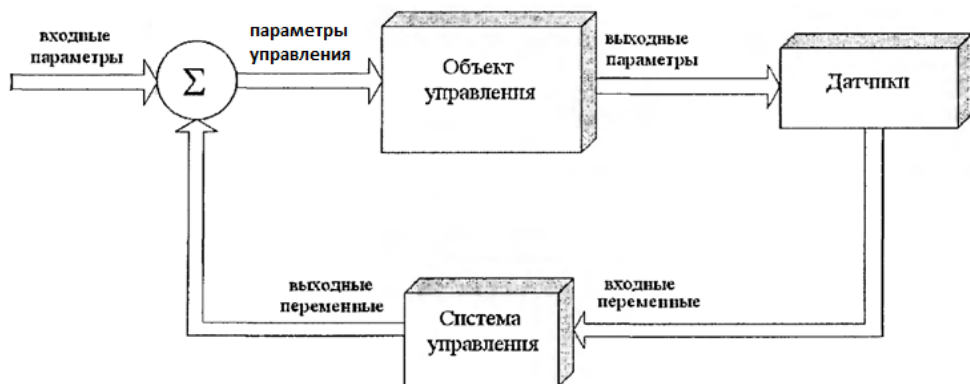 входные
параметры
Σ
параметры
управления
Объект
управления
выходные
параметры
Датчики
выходные
переменные
Система
управления
входные
переменные